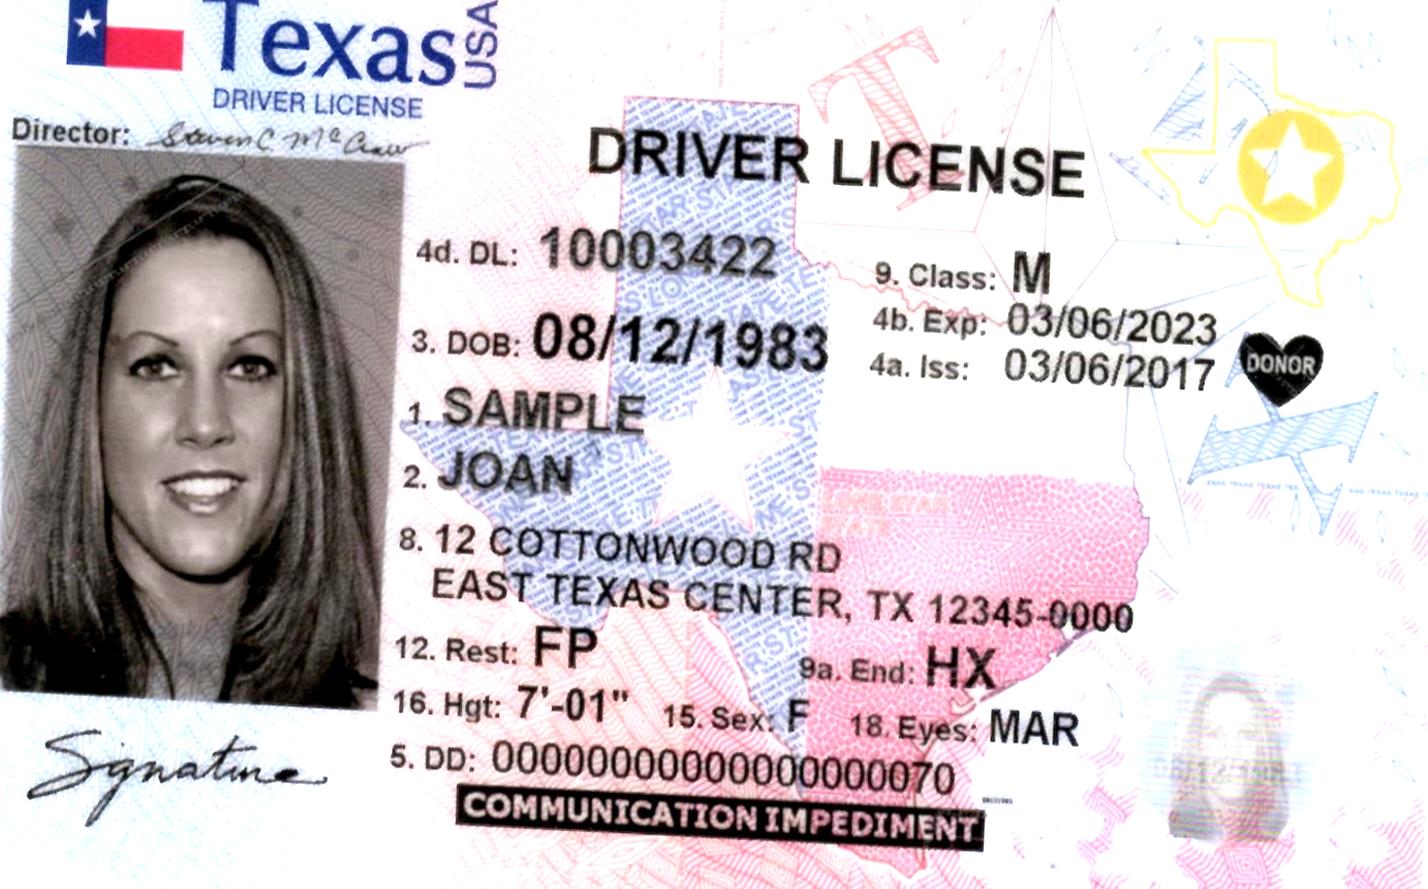 Texas USA
DRIVER LICENSE
Director: Steven C McCraw
DRIVER LICENSE
4d. DL: 10003422
9. Class: M
3. DOB: 08/12/1983
4b. Exp: 03/06/2023
4a. Iss: 03/06/2017
DONOR
1. SAMPLE
2. JOAN
LONE STAR
STATE
8. 12 COTTONWOOD RD
EAST TEXAS CENTER, TX 12345-0000
12. Rest: FP
9a. End: HX
16. Hgt: 7'-01"
15. Sex: F
18. Eyes: MAR
5. DD: 00000000000000000070
COMMUNICATION IMPEDIMENT
Signature